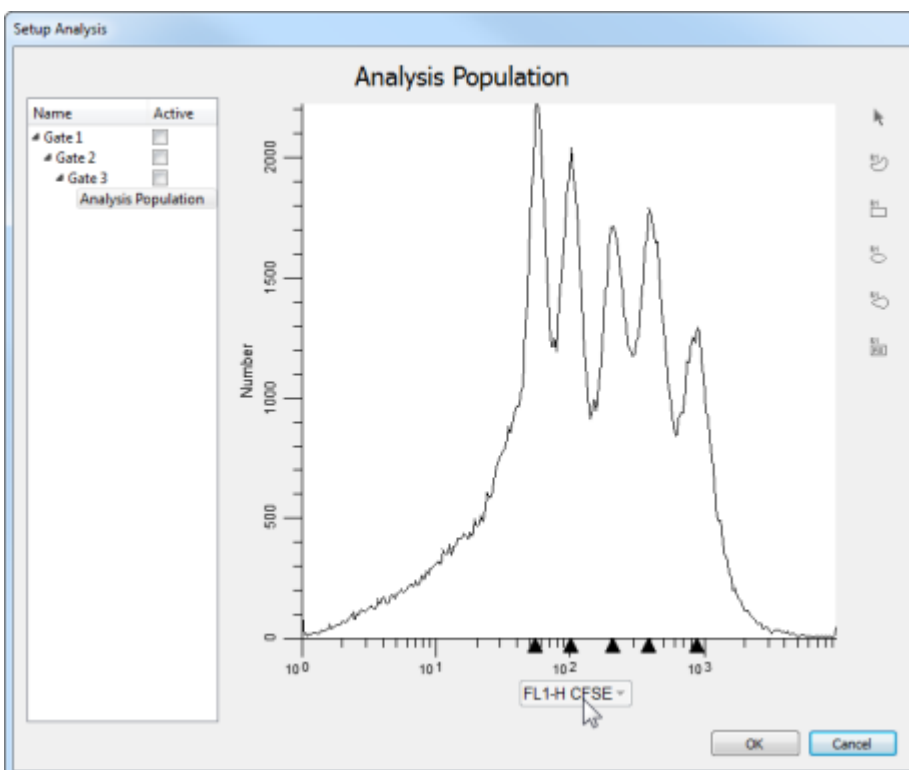 Setup Analysis
Analysis Population
Name Active
Gate 1
Gate 2
Gate 3
Analysis Population
Number
2000
1500
1000
500
0
10 0 10 1 10 2 10 3
FL1-H CFSE
OK Cancel